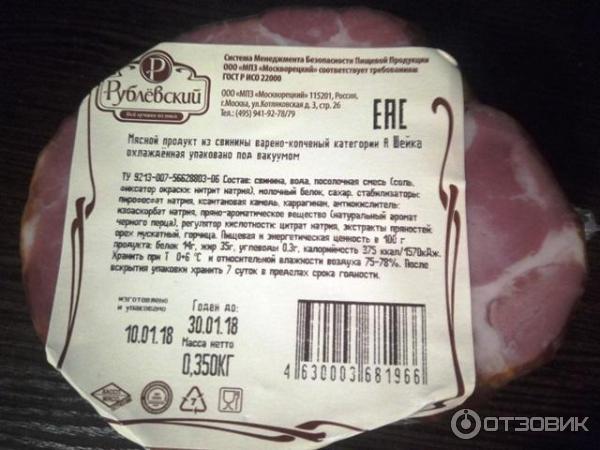 Р
Рублёвский
Всё лучшее из мяса
Система Менеджмента Безопасности Пищевой Продукции
ООО «МПЗ «Москворецкий» соответствует требованиям
ГОСТ Р ИСО 22000
ООО «МПЗ «Москворецкий» 115201, Россия,
г.Москва, ул.Котляковская д. 3, стр. 26
Тел.: (495) 941-92-78/79
ЕАС
Мясной продукт из свинины варено-копченый категории А Шейка
охлаждённая упаковано под вакуумом
ТУ 9213-007-56628803-06 Состав: свинина, вода, посолочная смесь (соль,
фиксатор окраски: нитрит натрия), молочный белок, сахар, стабилизаторы:
пирофосфат натрия, ксантановая камедь, каррагинан, антиокислитель:
изоаскорбат натрия, пряно-ароматическое вещество (натуральный аромат
черного перца), регулятор кислотности: цитрат натрия, экстракты пряностей:
орех мускатный, горчица. Пищевая и энергетическая ценность в 100 г
продукта: белок 14г, жир 35г, углеводы 0.3г, калорийность 375 ккал/1570кДж.
Хранить при Т 0+6 °С и относительной влажности воздуха 75-78%. После
вскрытия упаковки хранить 7 суток в пределах срока годности.
изготовлено
и упаковано
10.01.18
Годен до:
30.01.18
Масса нетто
0,350КГ
4 630003 681966
7
ОТЗОВИК